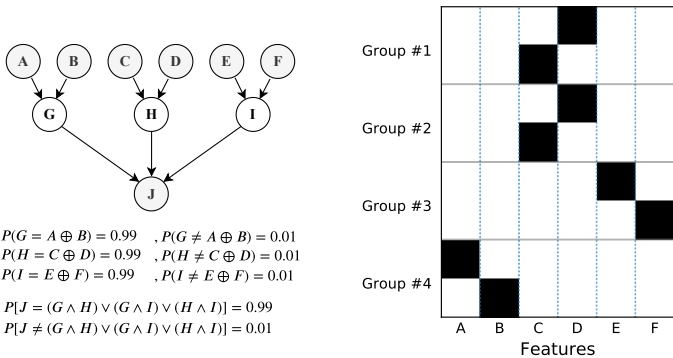 A B C D E F
G H I
J
P(G = A ⊕ B) = 0.99 , P(G ≠ A ⊕ B) = 0.01
P(H = C ⊕ D) = 0.99 , P(H ≠ C ⊕ D) = 0.01
P(I = E ⊕ F) = 0.99 , P(I ≠ E ⊕ F) = 0.01
P[J = (G ∧ H) ∨ (G ∧ I) ∨ (H ∧ I)] = 0.99
P[J ≠ (G ∧ H) ∨ (G ∧ I) ∨ (H ∧ I)] = 0.01
Group #1
Group #2
Group #3
Group #4
A B C D E F
Features